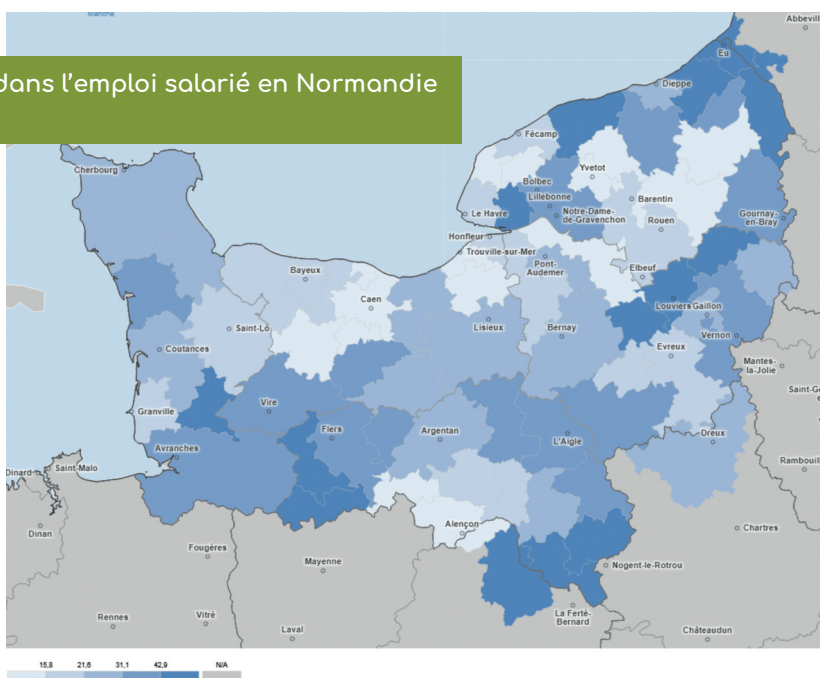 Manche
Abbevill
Eu
dans l'emploi salarié en Normandie
Dieppe
Fécamp
Cherbourg
Yvetot
Bolbec
Lillebonne
Barentin
Le Havre
Notre-Dame-
de-Gravenchon
Rouen
Gournay-
en-Bray
Honfleur
Trouville-sur-Mer
Bayeux
Pont-
Audemer
Elbeuf
Caen
Louviers
Gaillon
Saint-Lô
Lisieux
Bernay
Vernon
Coutances
Evreux
Mantes-
la-Jolie
Vire
Saint-G
Granville
Flers
Argentan
L'Aigle
Dreux
Avranches
Dinard
Saint-Malo
Rambouill
Alençon
Dinan
Chartres
Fougères
Mayenne
Nogent-le-Rotrou
Rennes
Vitré
La Ferté-
Bernard
Laval
Châteaudun
15,8 21,6 31,1 42,9 N/A